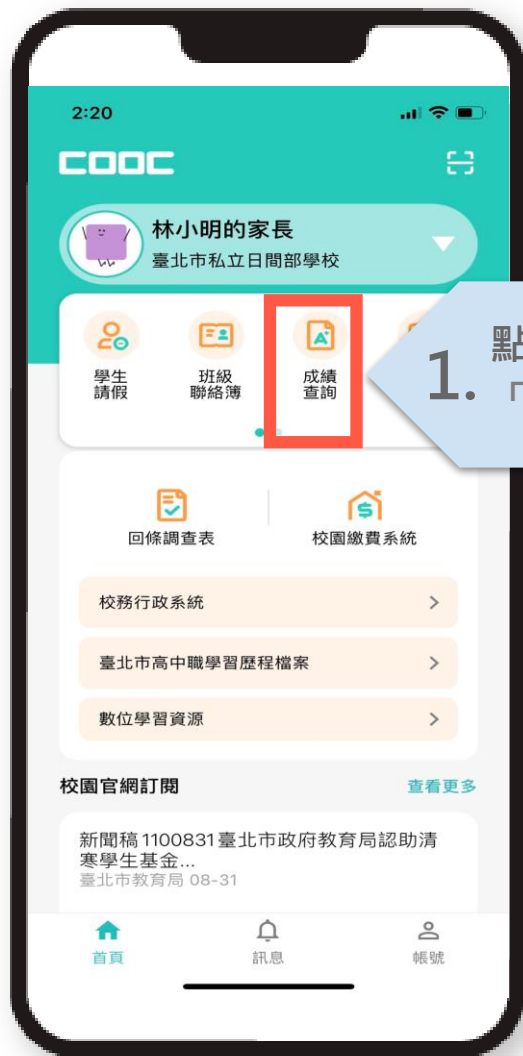 2:20
COOC
林小明的家長
臺北市私立日間部學校
學生
請假
班級
聯絡簿
成績
查詢
1.
「
回條調查表
校園繳費系統
校務行政系統
臺北市高中職學習歷程檔案
數位學習資源
校園官網訂閱
查看更多
新聞稿1100831臺北市政府教育局認助清
寒學生基金...
臺北市教育局 08-31
首頁
訊息
帳號